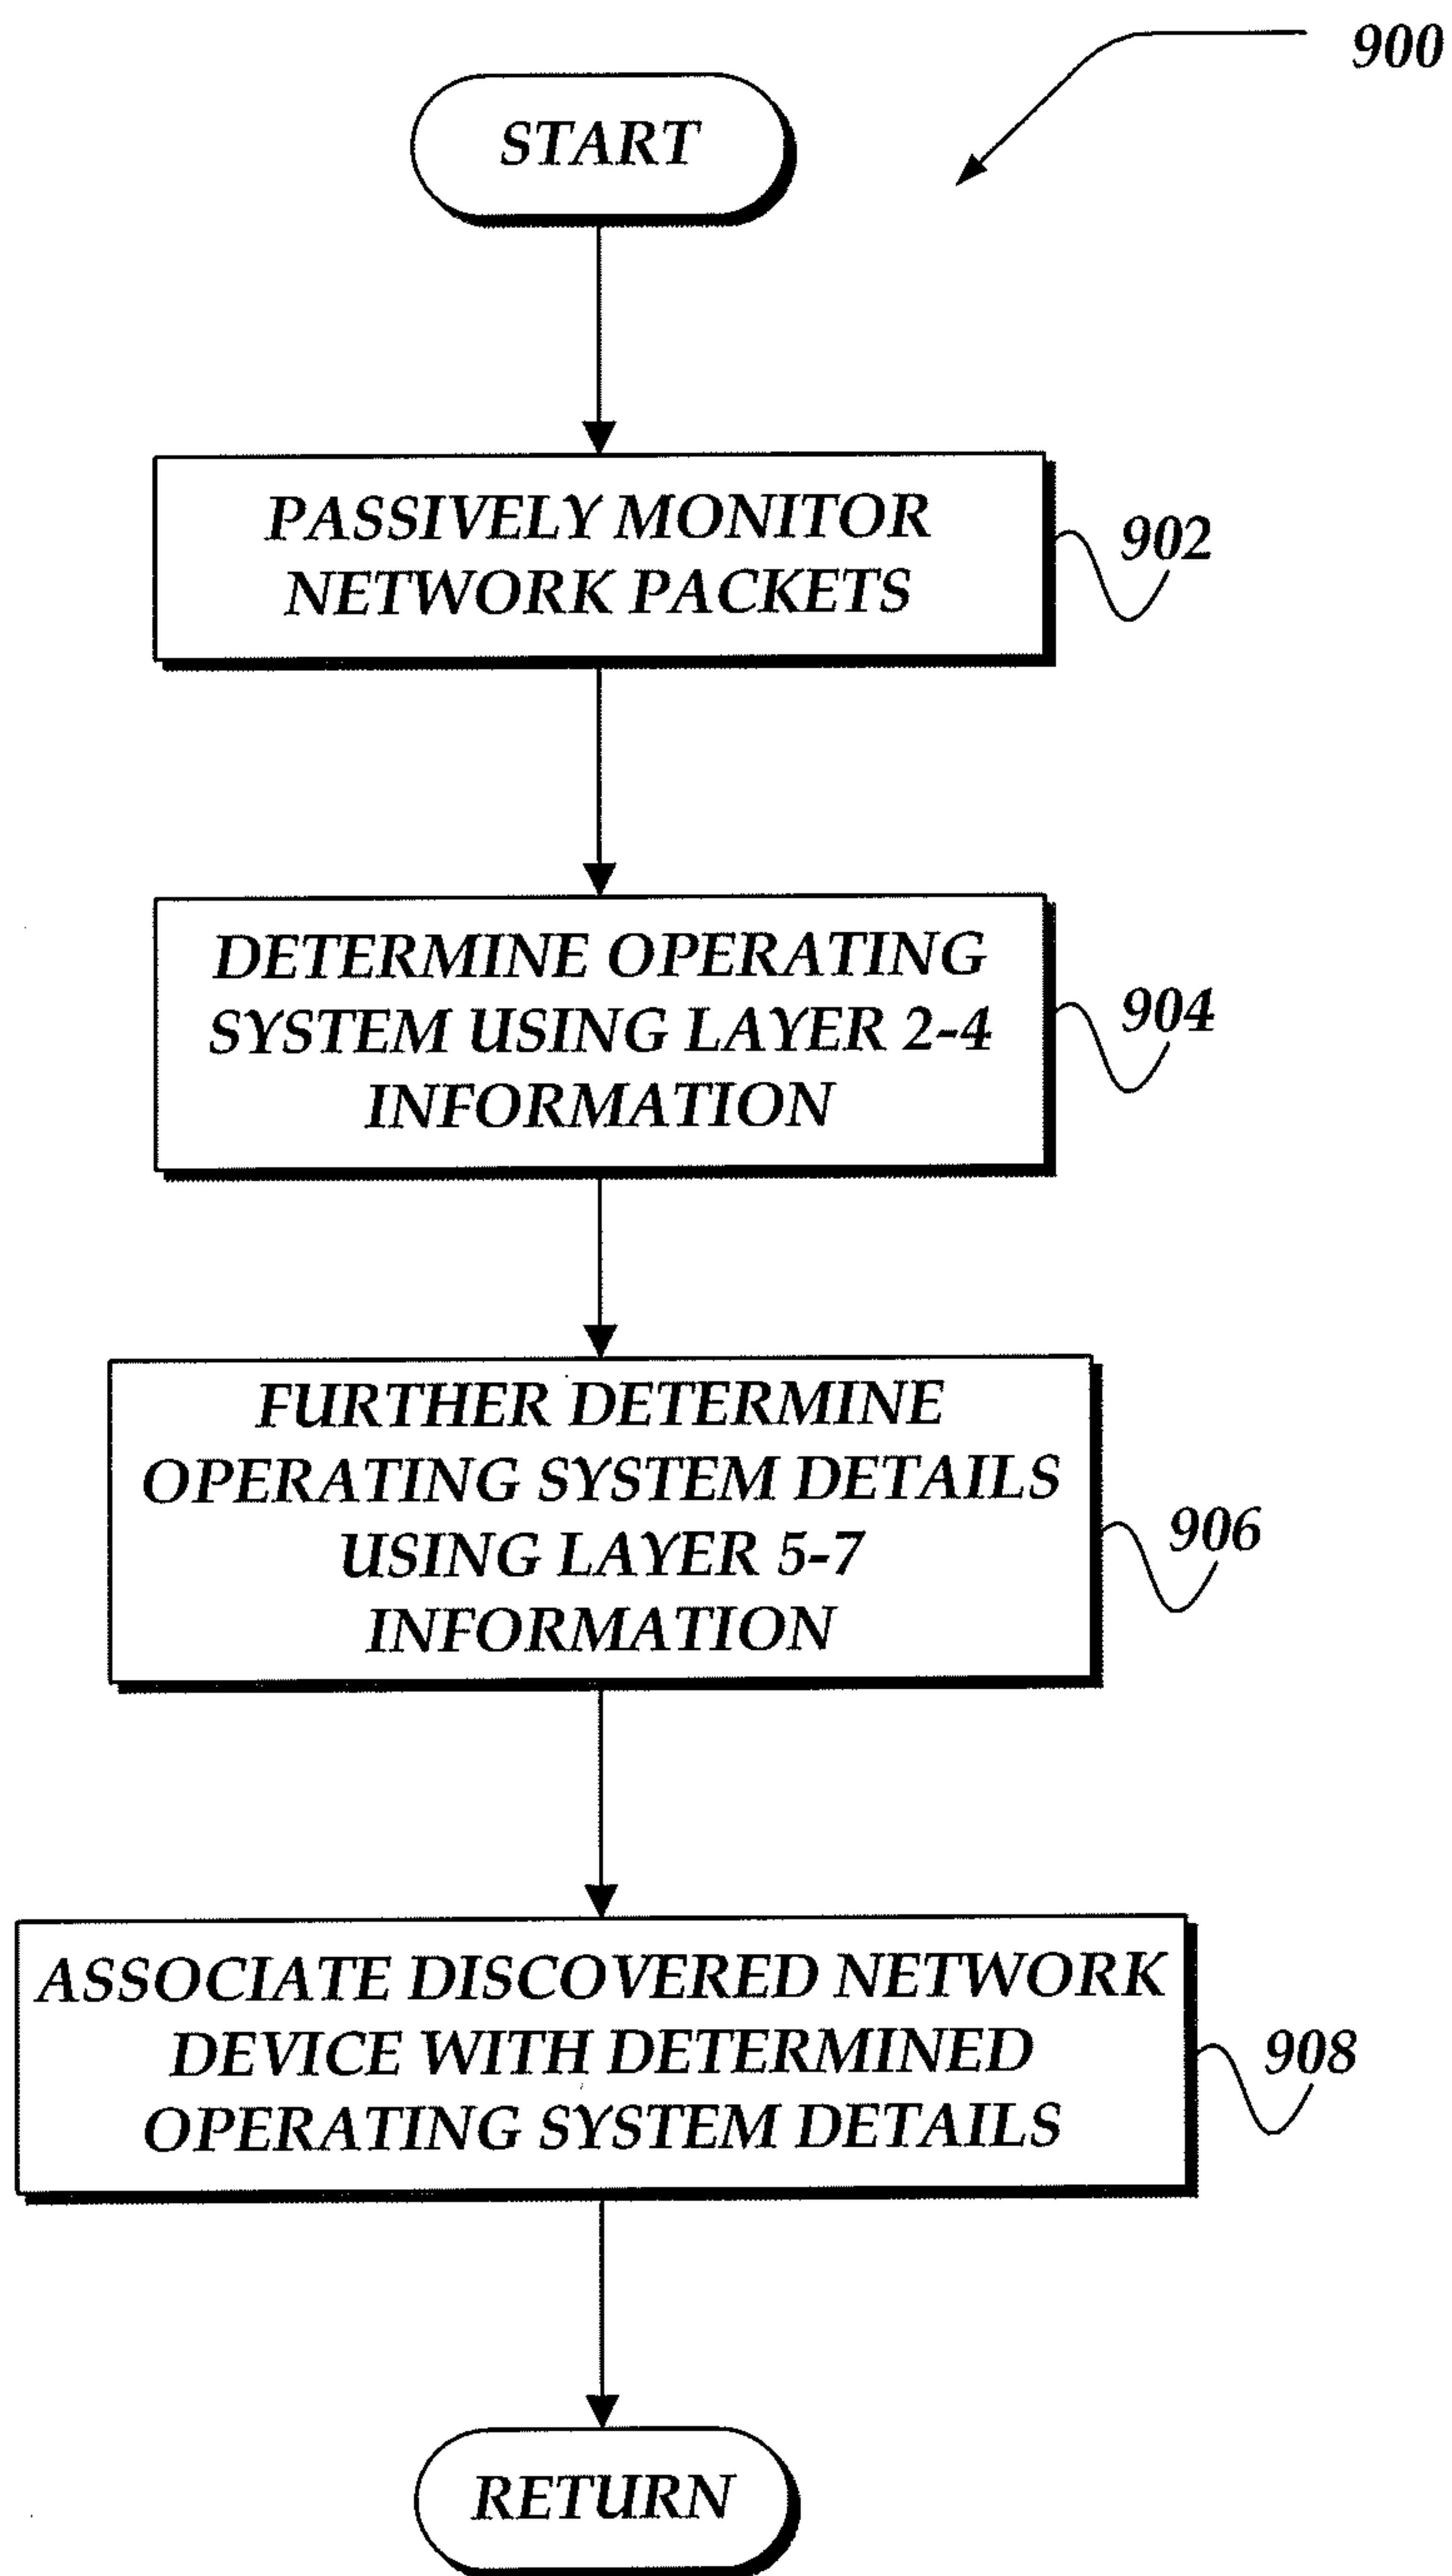 900
START
PASSIVELY MONITOR
NETWORK PACKETS
902
DETERMINE OPERATING
SYSTEM USING LAYER 2-4
INFORMATION
904
FURTHER DETERMINE
OPERATING SYSTEM DETAILS
USING LAYER 5-7
INFORMATION
906
ASSOCIATE DISCOVERED NETWORK
DEVICE WITH DETERMINED
OPERATING SYSTEM DETAILS
908
RETURN